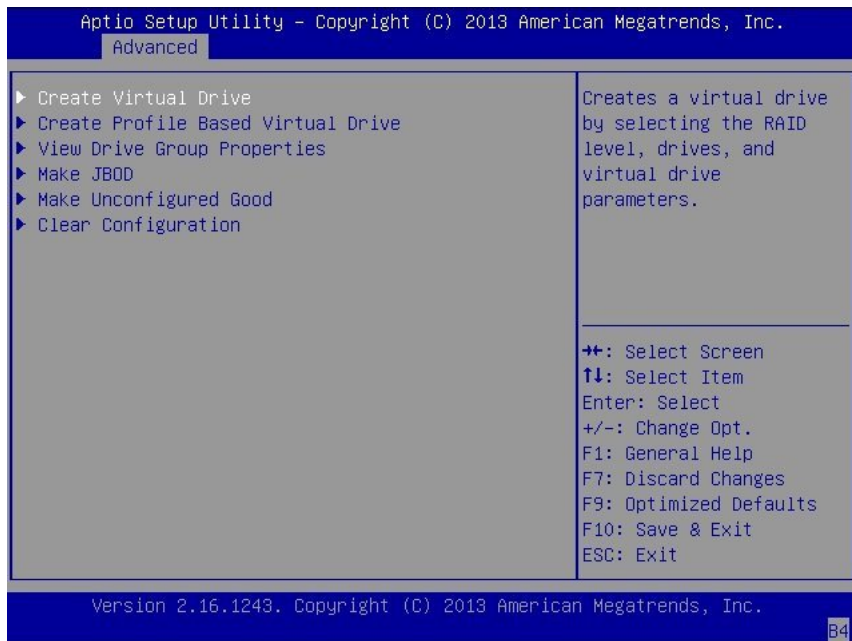 Aptio Setup Utility – Copyright (C) 2013 American Megatrends, Inc.
Advanced
Create Virtual Drive
Create Profile Based Virtual Drive
View Drive Group Properties
Make JBOD
Make Unconfigured Good
Clear Configuration
Creates a virtual drive
by selecting the RAID
level, drives, and
virtual drive
parameters.
→←: Select Screen
↑↓: Select Item
Enter: Select
+/-: Change Opt.
F1: General Help
F7: Discard Changes
F9: Optimized Defaults
F10: Save & Exit
ESC: Exit
Version 2.16.1243. Copyright (C) 2013 American Megatrends, Inc.
B4